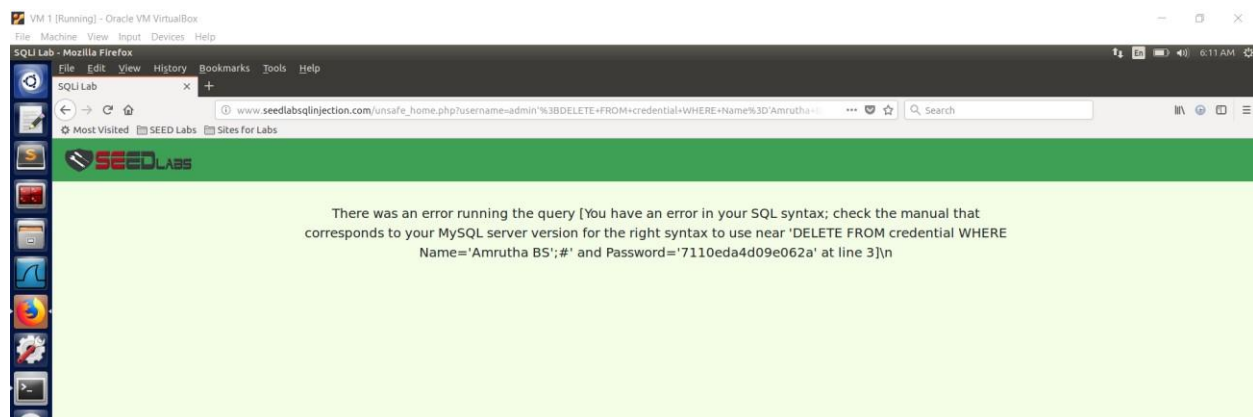 VM 1 [Running] - Oracle VM VirtualBox
File Machine View Input Devices Help
SQLi Lab - Mozilla Firefox
En 6:11 AM
File Edit View History Bookmarks Tools Help
SQLi Lab
www.seedlabsqlinjection.com/unsafe_home.php?username=admin'%3BDELETE+FROM+credential+WHERE+Name%3D'Amrutha+
Search
Most Visited SEED Labs Sites for Labs
SEEDLABS
There was an error running the query [You have an error in your SQL syntax; check the manual that
corresponds to your MySQL server version for the right syntax to use near 'DELETE FROM credential WHERE
Name='Amrutha BS';#' and Password='7110eda4d09e062a' at line 3]\n